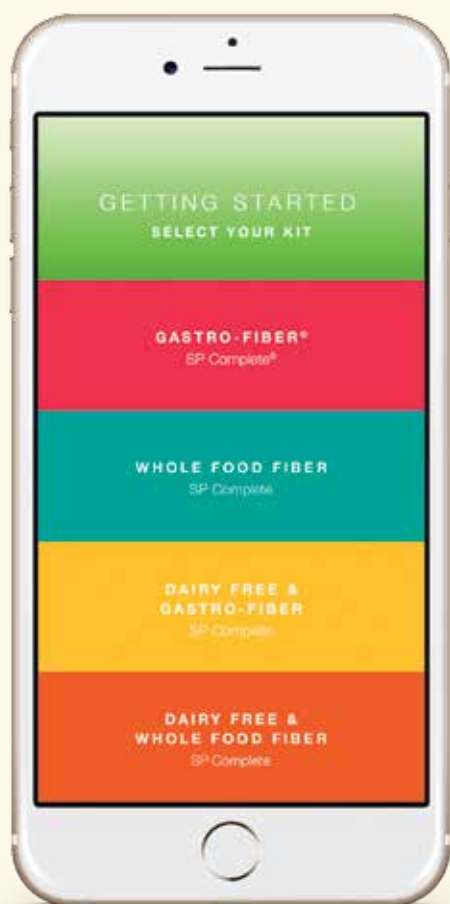 GETTING STARTED
SELECT YOUR KIT
GASTRO-FIBER®
SP Complete®
WHOLE FOOD FIBER
SP Complete
DAIRY FREE &
GASTRO-FIBER
SP Complete
DAIRY FREE &
WHOLE FOOD FIBER
SP Complete